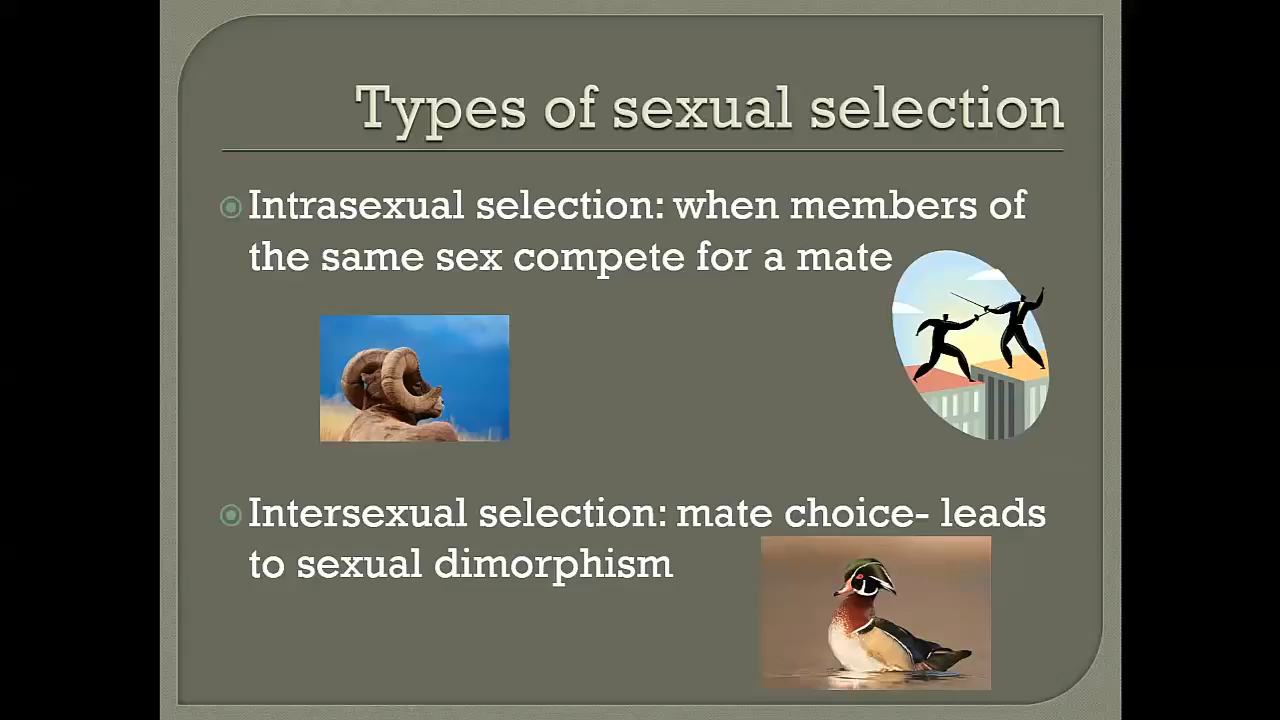 Types of sexual selection
Intrasexual selection: when members of
the same sex compete for a mate
Intersexual selection: mate choice- leads
to sexual dimorphism